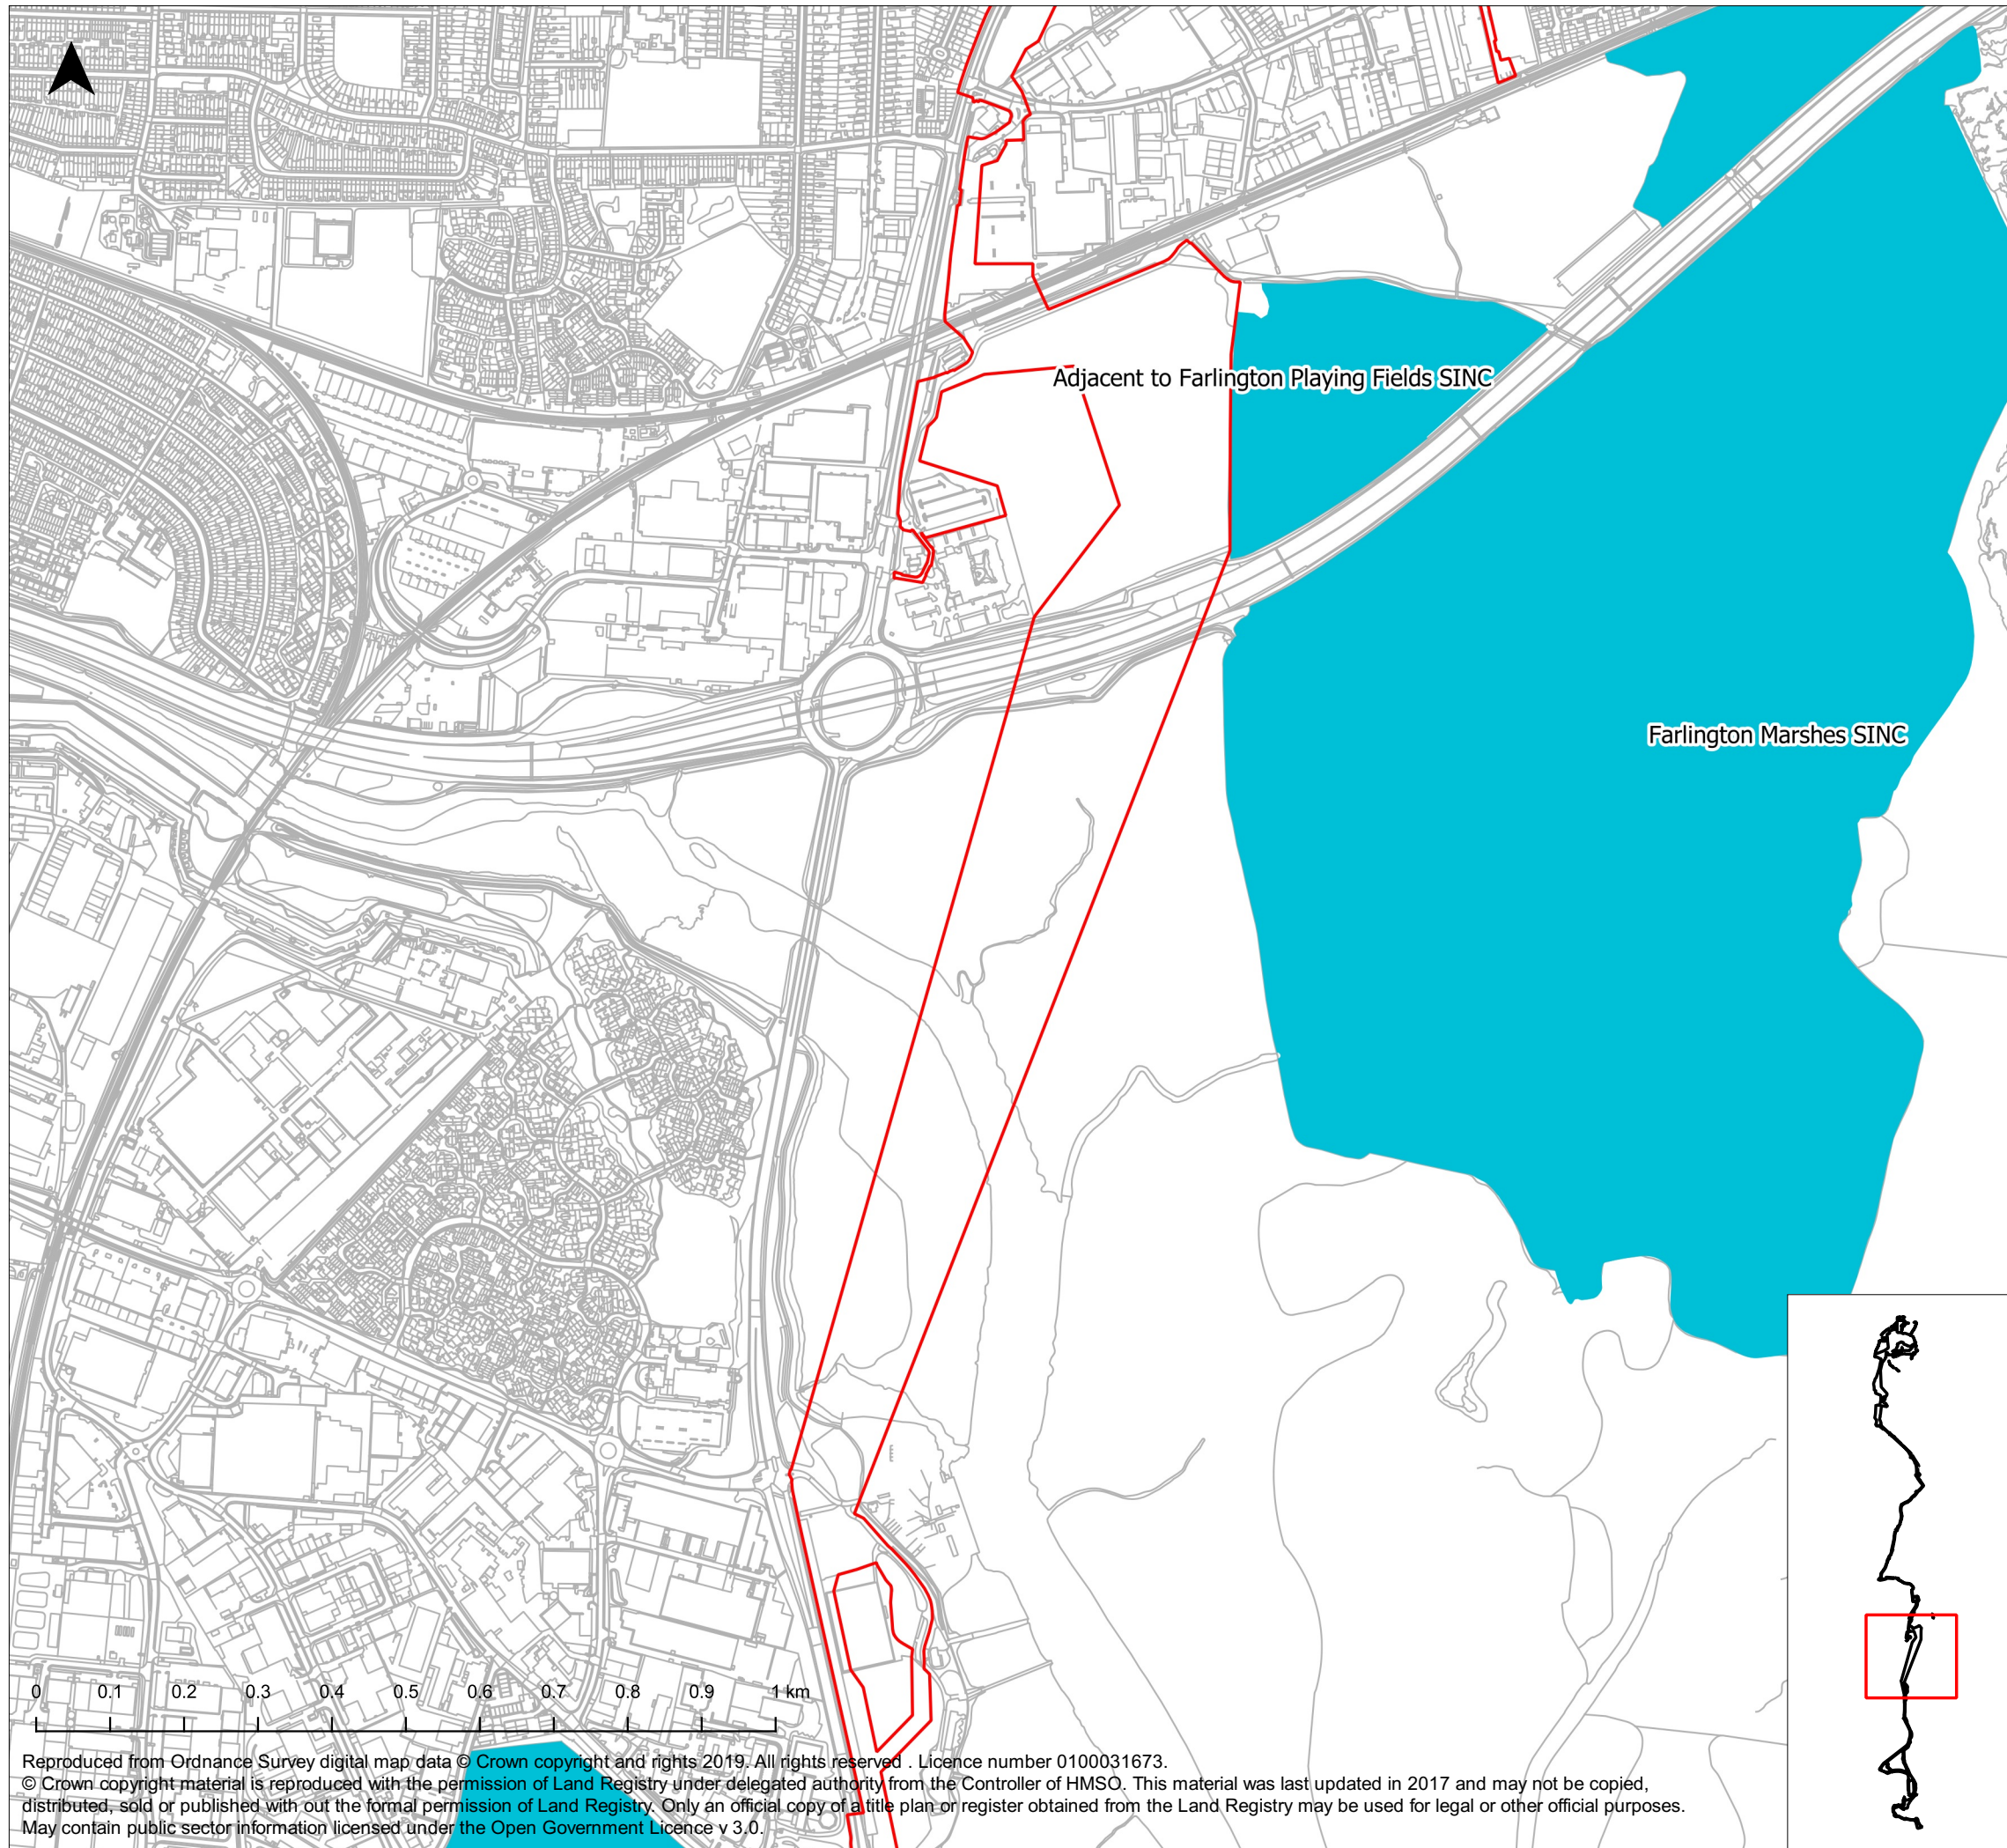 Adjacent to Farlington Playing Fields SINC
Farlington Marshes SINC
0 0.1 0.2 0.3 0.4 0.5 0.6 0.7 0.8 0.9 1 km
Reproduced from Ordnance Survey digital map data © Crown copyright and rights 2019. All rights reserved . Licence number 0100031673.
© Crown copyright material is reproduced with the permission of Land Registry under delegated authority from the Controller of HMSO. This material was last updated in 2017 and may not be copied,
distributed, sold or published with out the formal permission of Land Registry. Only an official copy of a title plan or register obtained from the Land Registry may be used for legal or other official purposes.
May contain public sector information licensed under the Open Government Licence v 3.0.